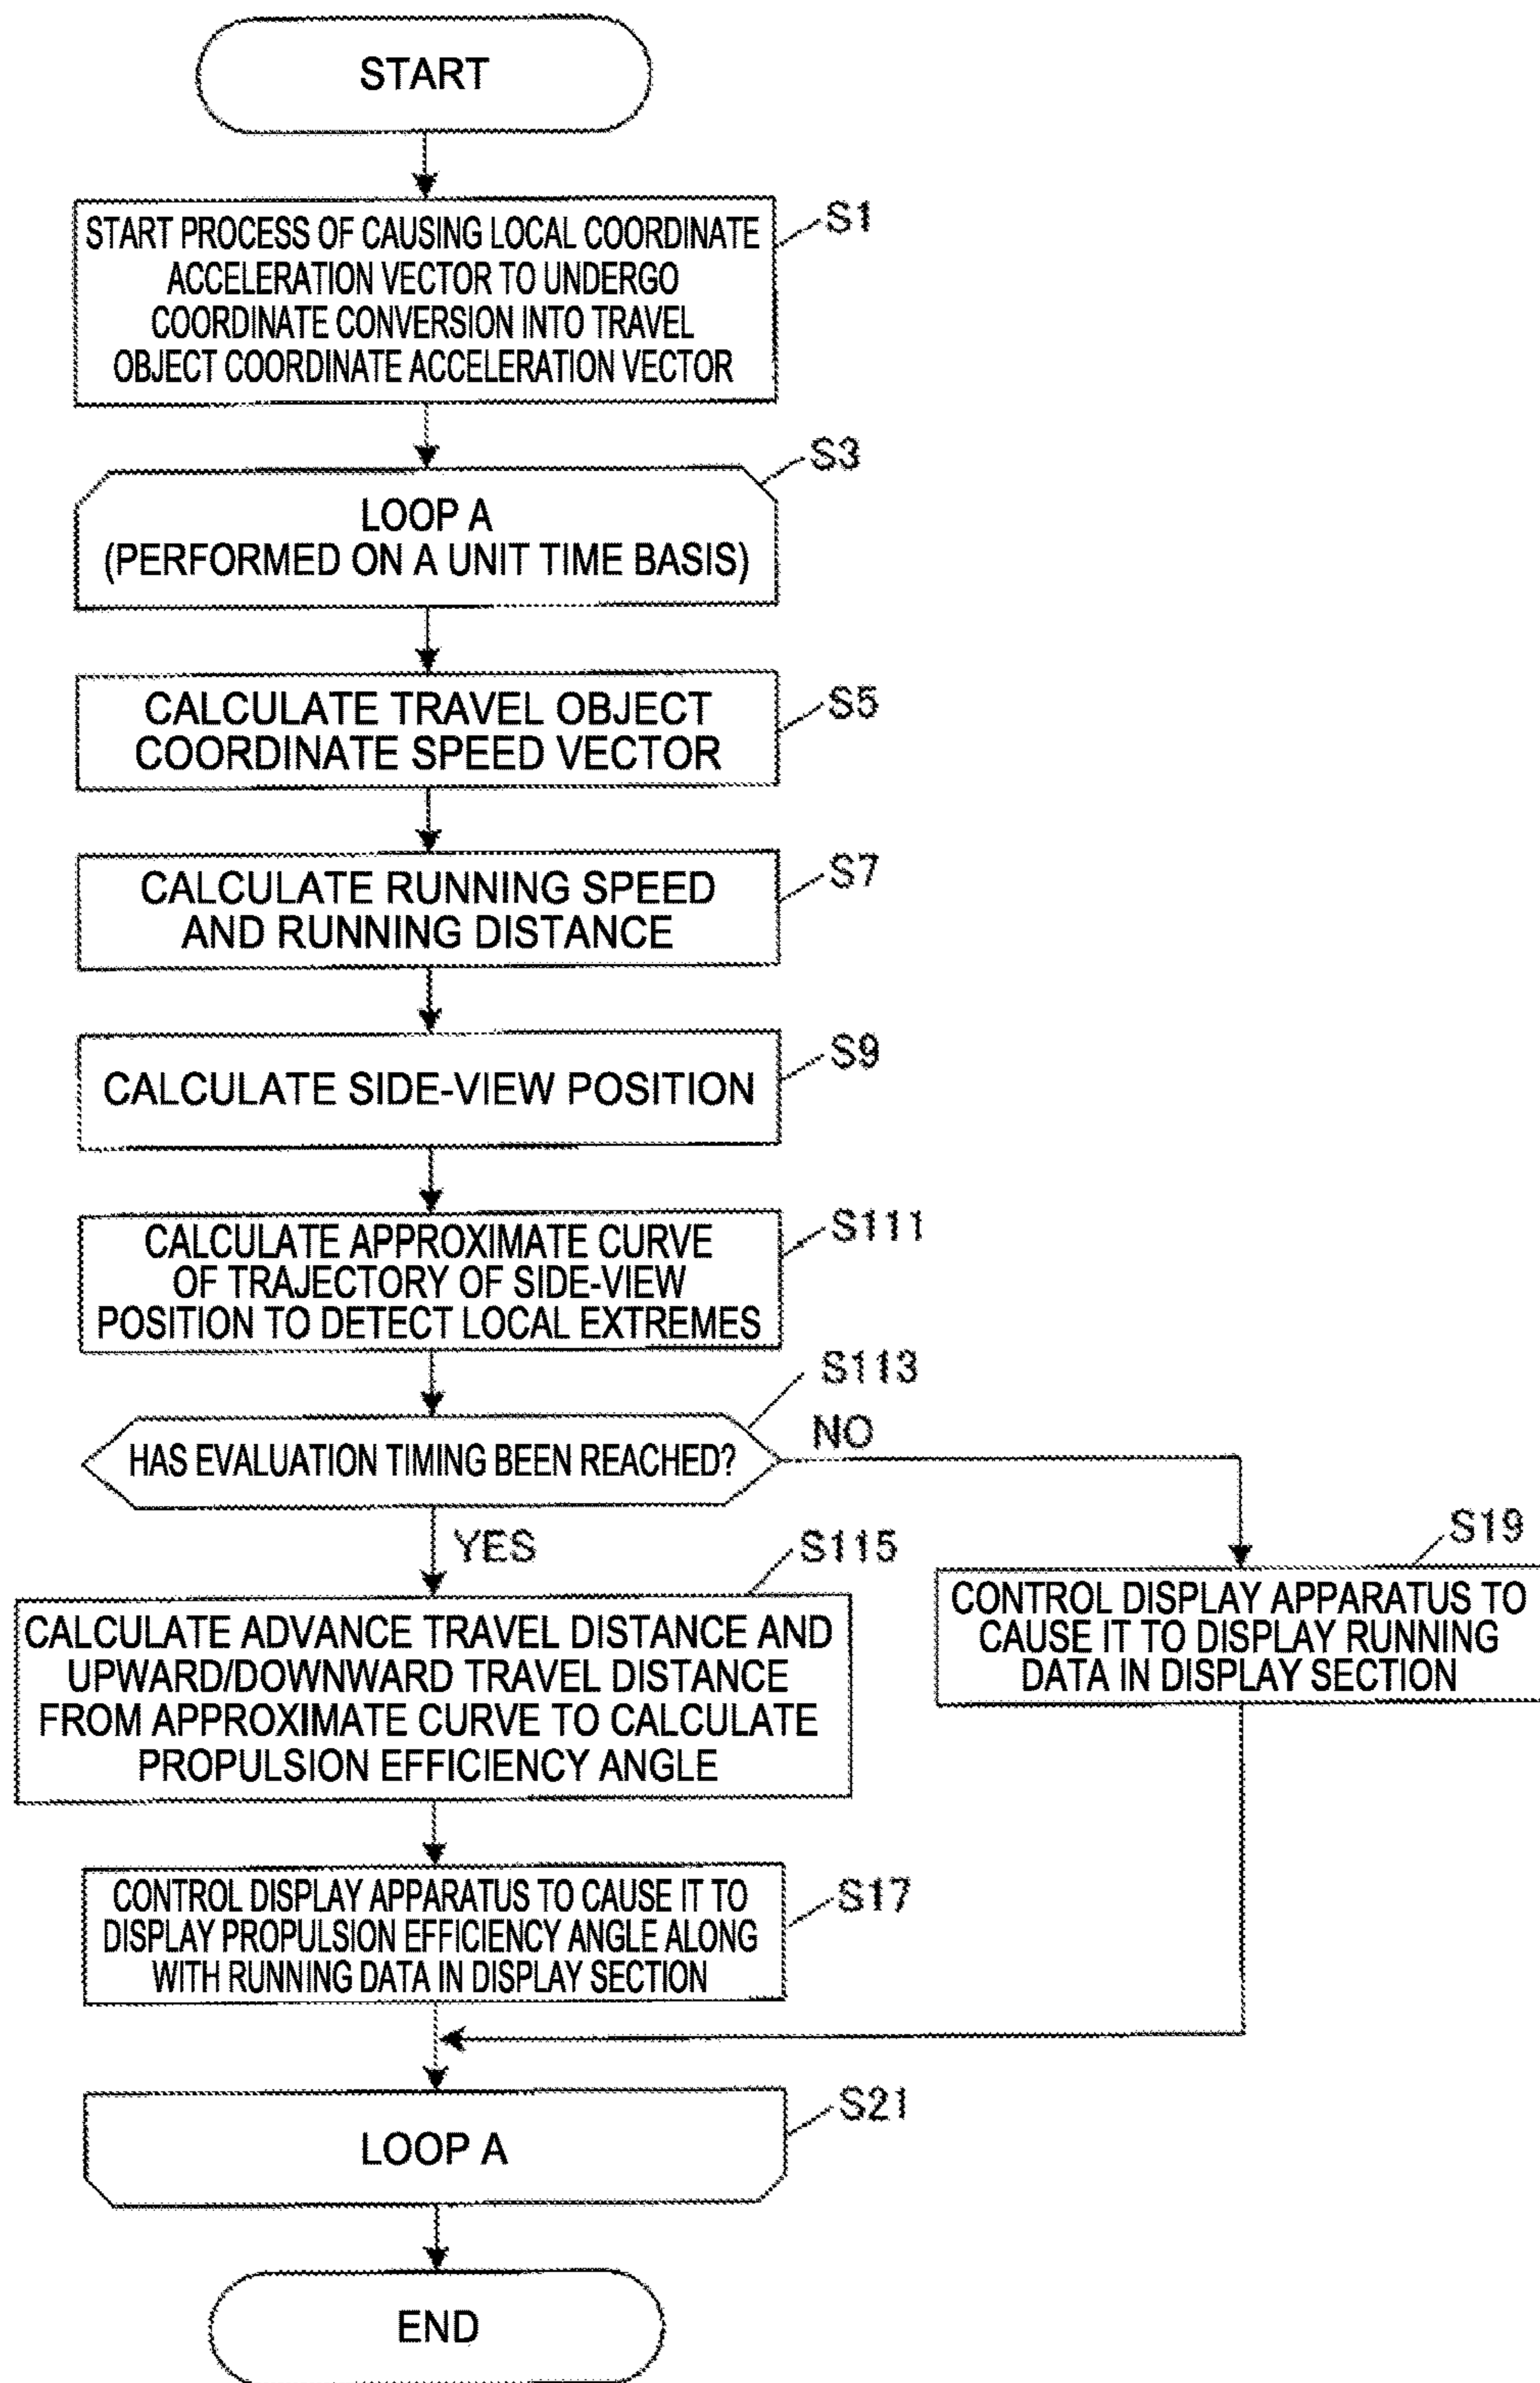 START
S1
START PROCESS OF CAUSING LOCAL COORDINATE
ACCELERATION VECTOR TO UNDERGO
COORDINATE CONVERSION INTO TRAVEL
OBJECT COORDINATE ACCELERATION VECTOR
S3
LOOP A
(PERFORMED ON A UNIT TIME BASIS)
S5
CALCULATE TRAVEL OBJECT
COORDINATE SPEED VECTOR
S7
CALCULATE RUNNING SPEED
AND RUNNING DISTANCE
S9
CALCULATE SIDE-VIEW POSITION
S111
CALCULATE APPROXIMATE CURVE
OF TRAJECTORY OF SIDE-VIEW
POSITION TO DETECT LOCAL EXTREMES
S113
HAS EVALUATION TIMING BEEN REACHED?
NO
YES
S115
CALCULATE ADVANCE TRAVEL DISTANCE AND
UPWARD/DOWNWARD TRAVEL DISTANCE
FROM APPROXIMATE CURVE TO CALCULATE
PROPULSION EFFICIENCY ANGLE
S19
CONTROL DISPLAY APPARATUS TO
CAUSE IT TO DISPLAY RUNNING
DATA IN DISPLAY SECTION
S17
CONTROL DISPLAY APPARATUS TO CAUSE IT TO
DISPLAY PROPULSION EFFICIENCY ANGLE ALONG
WITH RUNNING DATA IN DISPLAY SECTION
S21
LOOP A
END